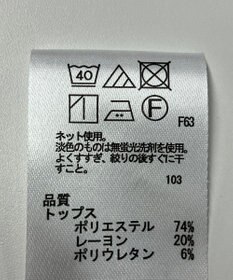 40
F
F63
ネット使用。
淡色のものは無蛍光洗剤を使用。
よくすすぎ、絞りの後すぐに干
すこと。
103
品質
トップス
ポリエステル 74%
レーヨン 20%
ポリウレタン 6%